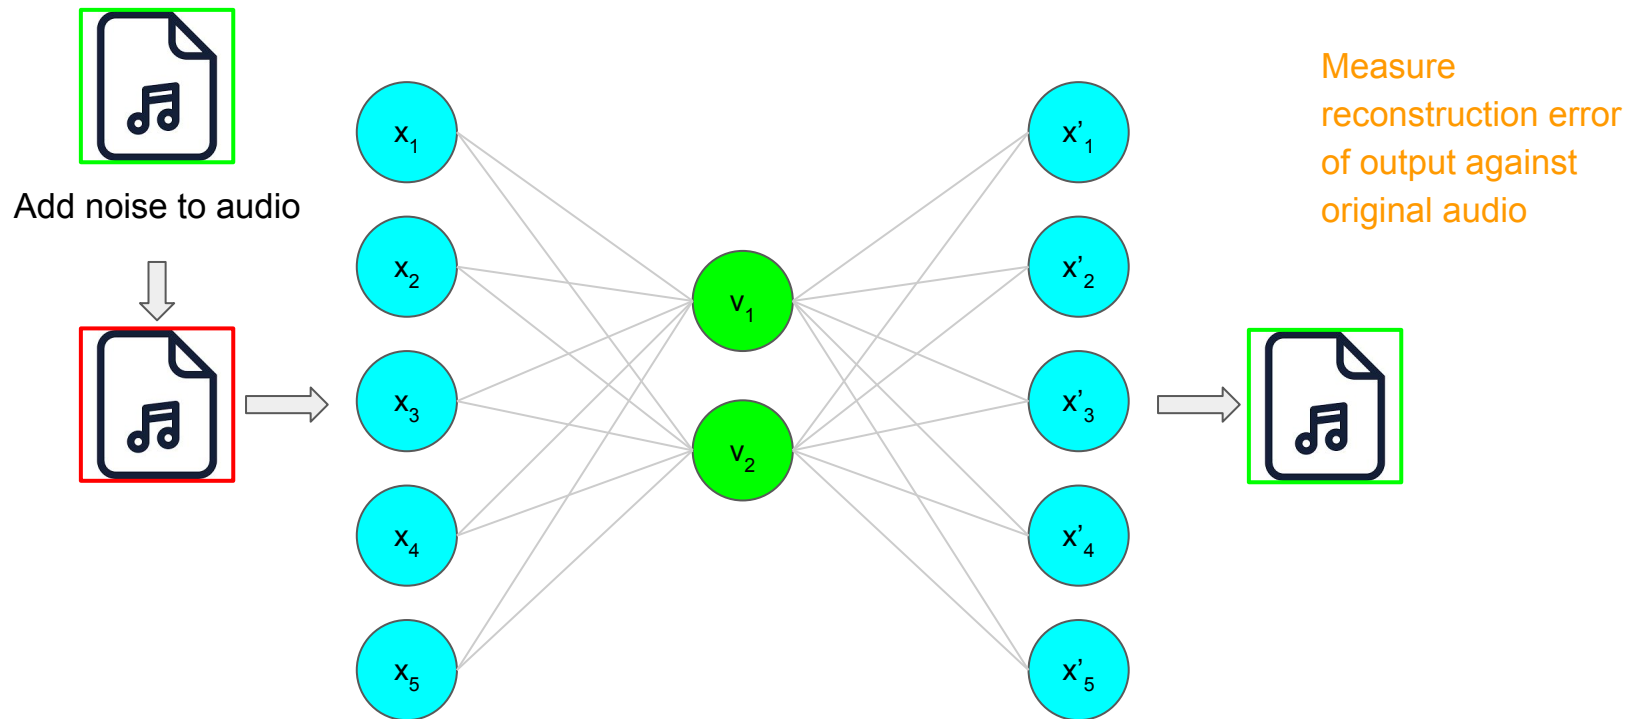 Add noise to audio
x1
x2
x3
x4
x5
v1
v2
x’1
x’2
x’3
x’4
x’5
Measure
reconstruction error
of output against
original audio